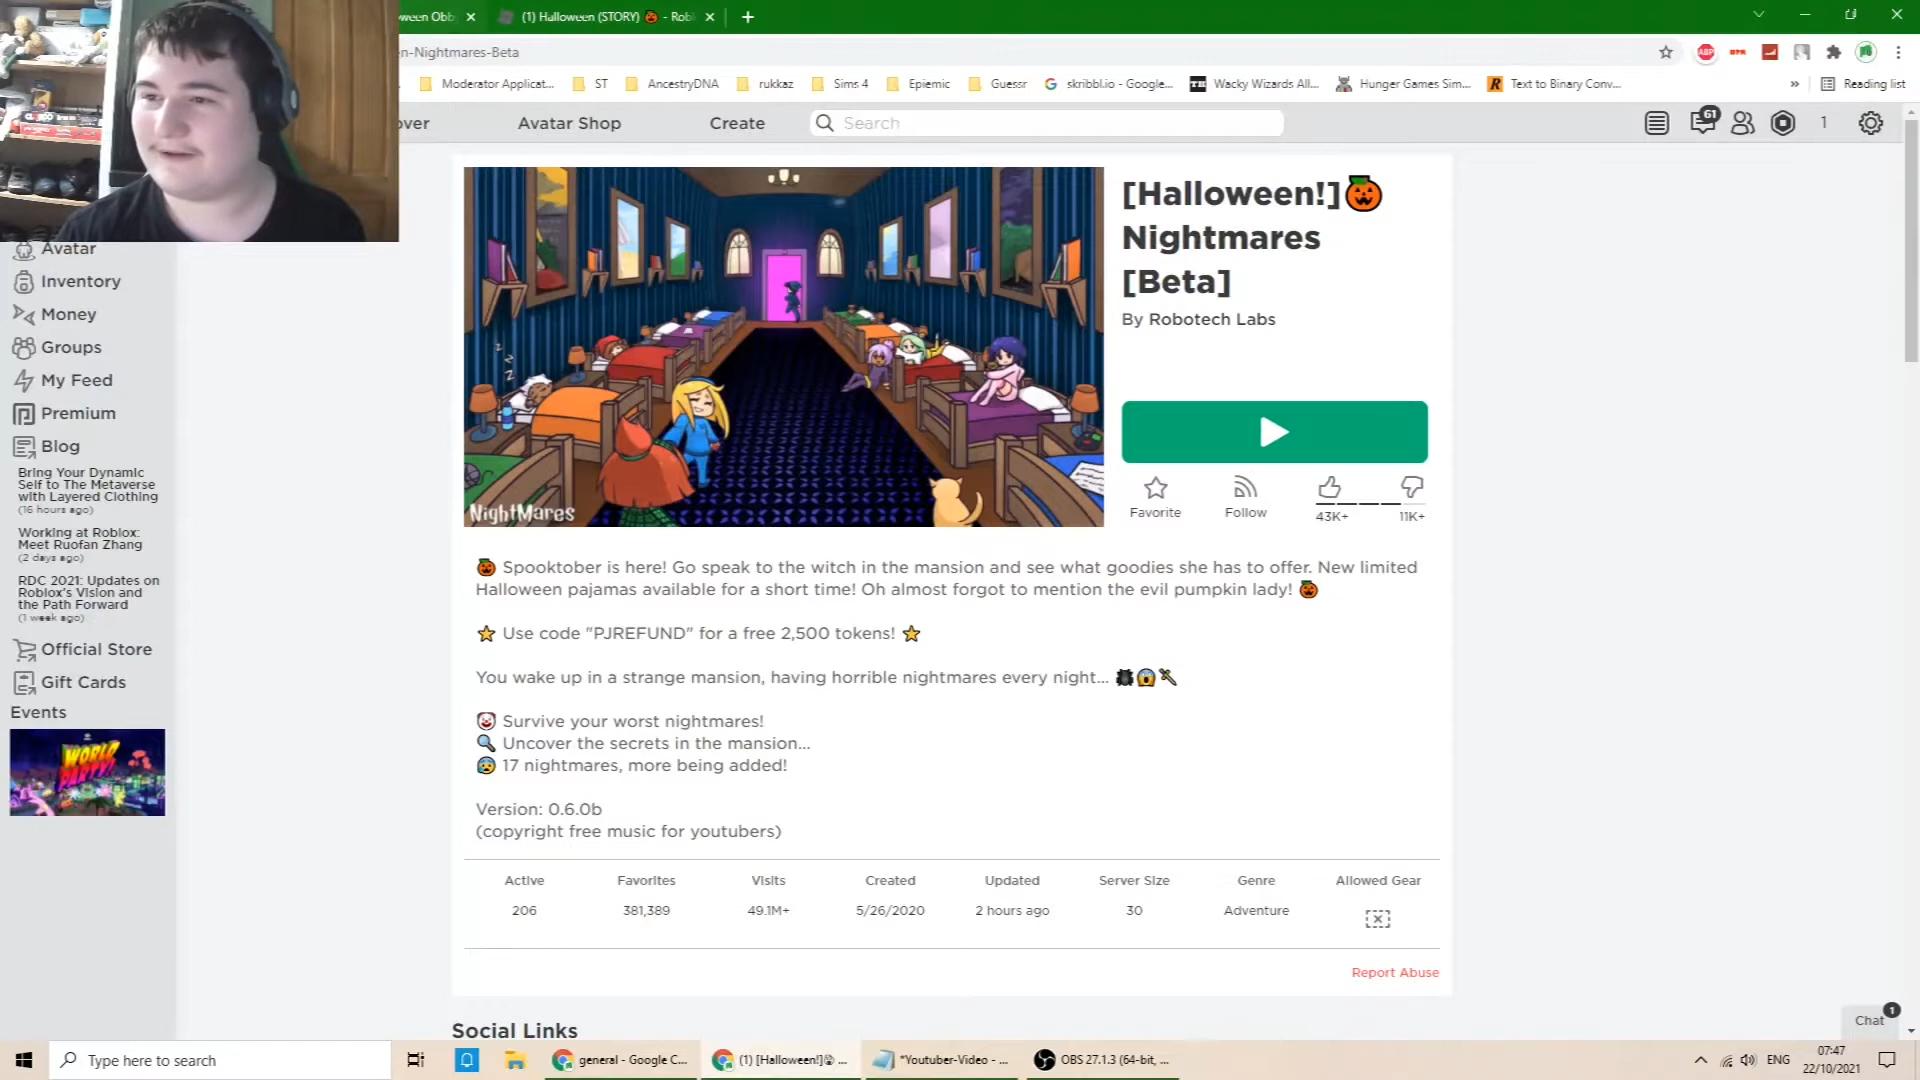 ween Obb
(1) Halloween (STORY) 🎃 - Rob
n-Nightmares-Beta
Moderator Applicat...
ST
AncestryDNA
rukkaz
Sims 4
Epiemic
Guessr
skribbl.io - Google...
Wacky Wizards All...
Hunger Games Sim...
Text to Binary Conv...
»
Reading list
over
Avatar Shop
Create
Search
61
1
[Halloween!]🎃
Nightmares
[Beta]
By Robotech Labs
NightMares
Favorite
Follow
43K+
11K+
Avatar
Inventory
Money
Groups
My Feed
Premium
Blog
Bring Your Dynamic
Self to The Metaverse
with Layered Clothing
(16 hours ago)
Working at Roblox:
Meet Ruofan Zhang
(2 days ago)
RDC 2021: Updates on
Roblox's Vision and
the Path Forward
(1 week ago)
Official Store
Gift Cards
Events
WORLD
PARTY!
🎃 Spooktober is here! Go speak to the witch in the mansion and see what goodies she has to offer. New limited
Halloween pajamas available for a short time! Oh almost forgot to mention the evil pumpkin lady! 🎃
⭐ Use code "PJREFUND" for a free 2,500 tokens! ⭐
You wake up in a strange mansion, having horrible nightmares every night... 🕷😱🗡
🤡 Survive your worst nightmares!
🔍 Uncover the secrets in the mansion...
😰 17 nightmares, more being added!
Version: 0.6.0b
(copyright free music for youtubers)
Active
Favorites
Visits
Created
Updated
Server Size
Genre
Allowed Gear
206
381,389
49.1M+
5/26/2020
2 hours ago
30
Adventure
Report Abuse
Social Links
Chat
1
Type here to search
general - Google C...
(1) [Halloween!]🎃 ...
*Youtuber-Video - ...
OBS 27.1.3 (64-bit, ...
ENG
07:47
22/10/2021